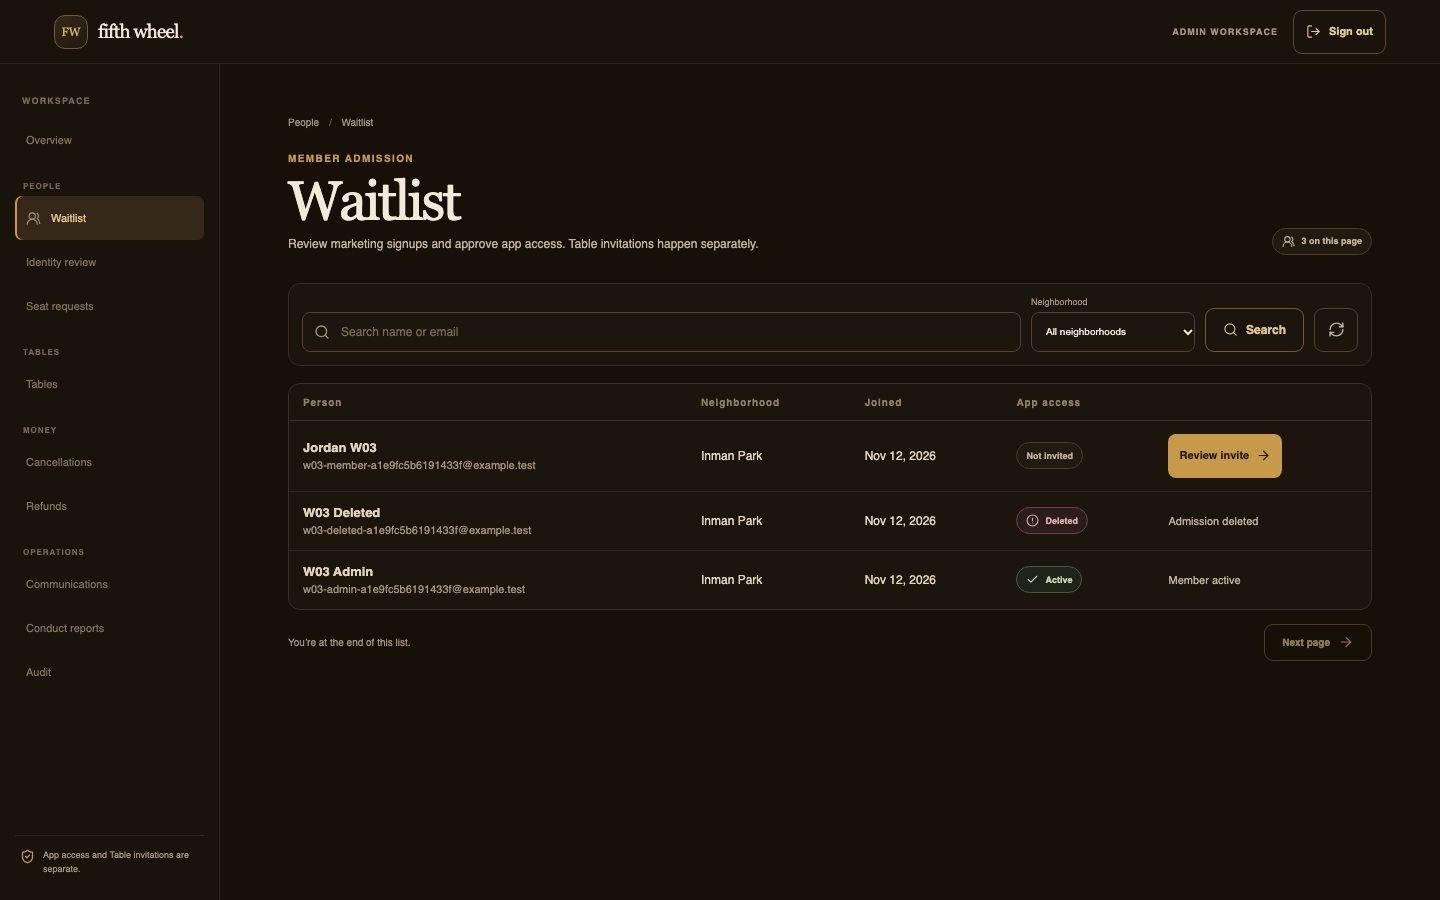 FW fifth wheel.
ADMIN WORKSPACE
Sign out
WORKSPACE
Overview
PEOPLE
Waitlist
Identity review
Seat requests
TABLES
Tables
MONEY
Cancellations
Refunds
OPERATIONS
Communications
Conduct reports
Audit
App access and Table invitations are
separate.
People / Waitlist
MEMBER ADMISSION
Waitlist
Review marketing signups and approve app access. Table invitations happen separately.
3 on this page
Neighborhood
Search name or email
All neighborhoods
Search
Person Neighborhood Joined App access
Jordan W03
w03-member-a1e9fc5b6191433f@example.test
Inman Park Nov 12, 2026 Not invited Review invite
W03 Deleted
w03-deleted-a1e9fc5b6191433f@example.test
Inman Park Nov 12, 2026 Deleted Admission deleted
W03 Admin
w03-admin-a1e9fc5b6191433f@example.test
Inman Park Nov 12, 2026 Active Member active
You're at the end of this list.
Next page